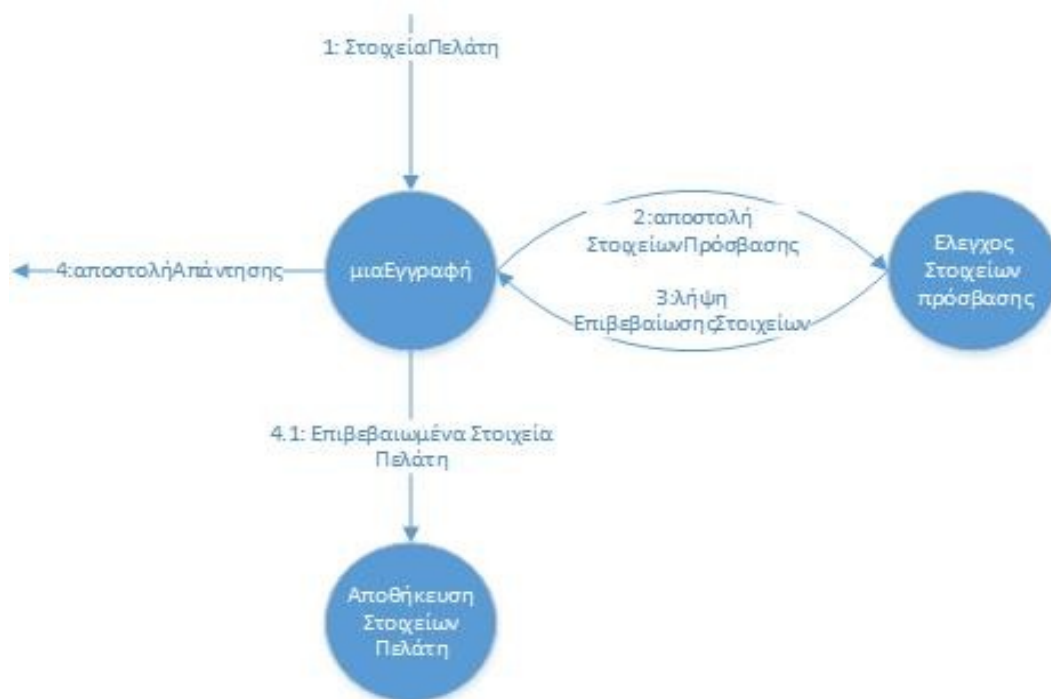 1: ΣτοιχείαΠελάτη
2:αποστολή
ΣτοιχείωνΠρόσβασης
Ελεγχος
Στοιχείων
πρόσβασης
4:αποστολήΑπάντησης
μιαΕγγραφή
3:λήψη
ΕπιβεβαίωσηςΣτοιχείων
4.1: Επιβεβαιωμένα Στοιχεία
Πελάτη
Αποθήκευση
Στοιχείων
Πελάτη